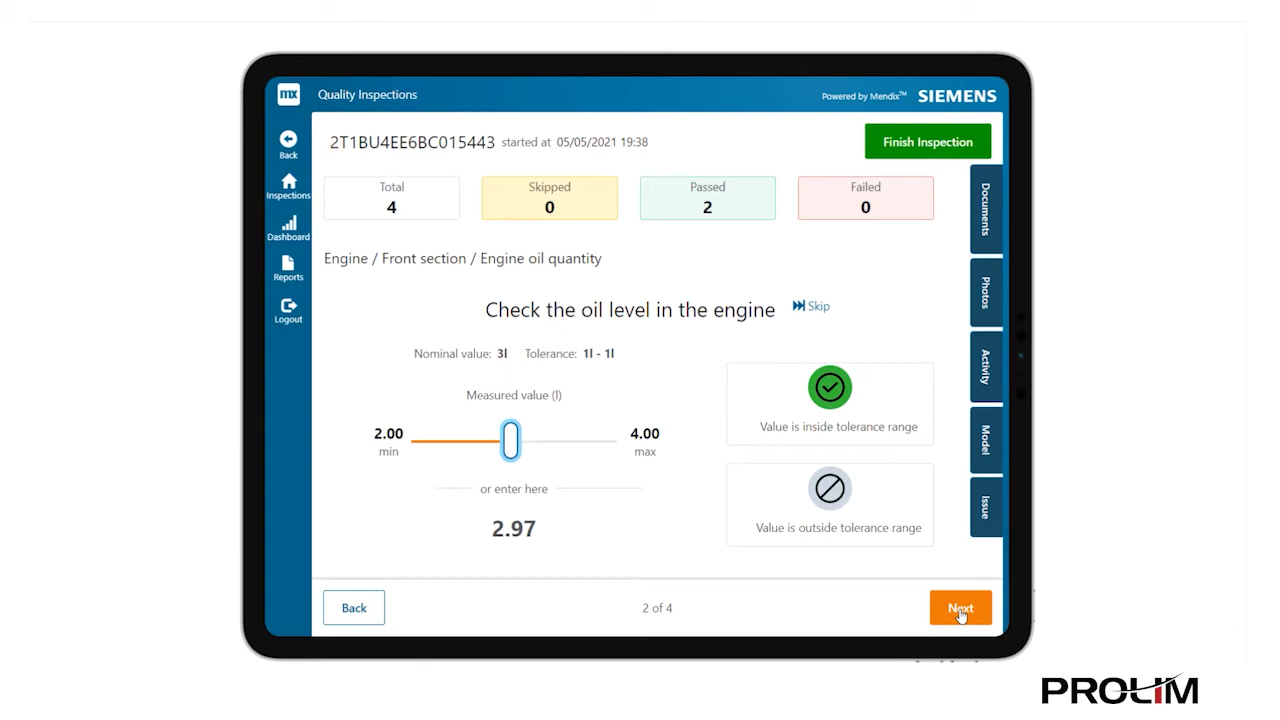 mx
Quality Inspections
Powered by Mendix™ SIEMENS
Back
Inspections
Dashboard
Reports
Logout
2T1BU4EE6BC015443 started at 05/05/2021 19:38
Finish Inspection
Total
4
Skipped
0
Passed
2
Failed
0
Engine / Front section / Engine oil quantity
Check the oil level in the engine
Skip
Nominal value: 3l Tolerance: 1l - 1l
Measured value (l)
2.00
min
4.00
max
or enter here
2.97
Value is inside tolerance range
Value is outside tolerance range
Documents
Photos
Activity
Model
Issue
Back
2 of 4
Next
PROLIM